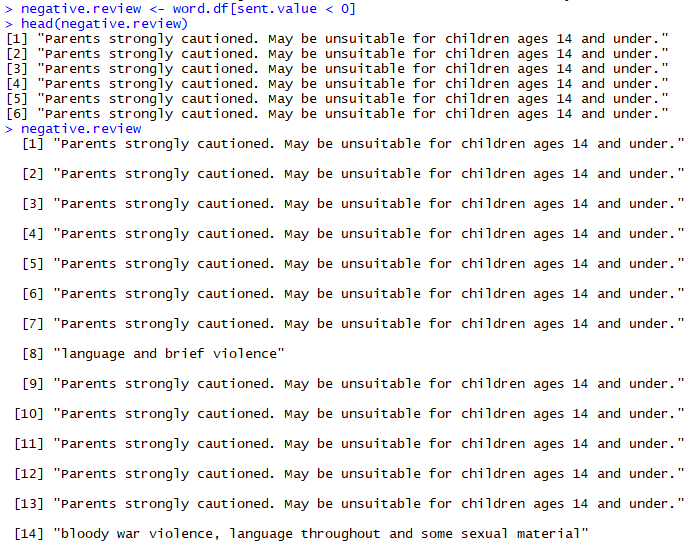 > negative.review <- word.df[sent.value < 0]
> head(negative.review)
[1] "Parents strongly cautioned. May be unsuitable for children ages 14 and under."
[2] "Parents strongly cautioned. May be unsuitable for children ages 14 and under."
[3] "Parents strongly cautioned. May be unsuitable for children ages 14 and under."
[4] "Parents strongly cautioned. May be unsuitable for children ages 14 and under."
[5] "Parents strongly cautioned. May be unsuitable for children ages 14 and under."
[6] "Parents strongly cautioned. May be unsuitable for children ages 14 and under."
> negative.review
[1] "Parents strongly cautioned. May be unsuitable for children ages 14 and under."
[2] "Parents strongly cautioned. May be unsuitable for children ages 14 and under."
[3] "Parents strongly cautioned. May be unsuitable for children ages 14 and under."
[4] "Parents strongly cautioned. May be unsuitable for children ages 14 and under."
[5] "Parents strongly cautioned. May be unsuitable for children ages 14 and under."
[6] "Parents strongly cautioned. May be unsuitable for children ages 14 and under."
[7] "Parents strongly cautioned. May be unsuitable for children ages 14 and under."
[8] "language and brief violence"
[9] "Parents strongly cautioned. May be unsuitable for children ages 14 and under."
[10] "Parents strongly cautioned. May be unsuitable for children ages 14 and under."
[11] "Parents strongly cautioned. May be unsuitable for children ages 14 and under."
[12] "Parents strongly cautioned. May be unsuitable for children ages 14 and under."
[13] "Parents strongly cautioned. May be unsuitable for children ages 14 and under."
[14] "bloody war violence, language throughout and some sexual material"